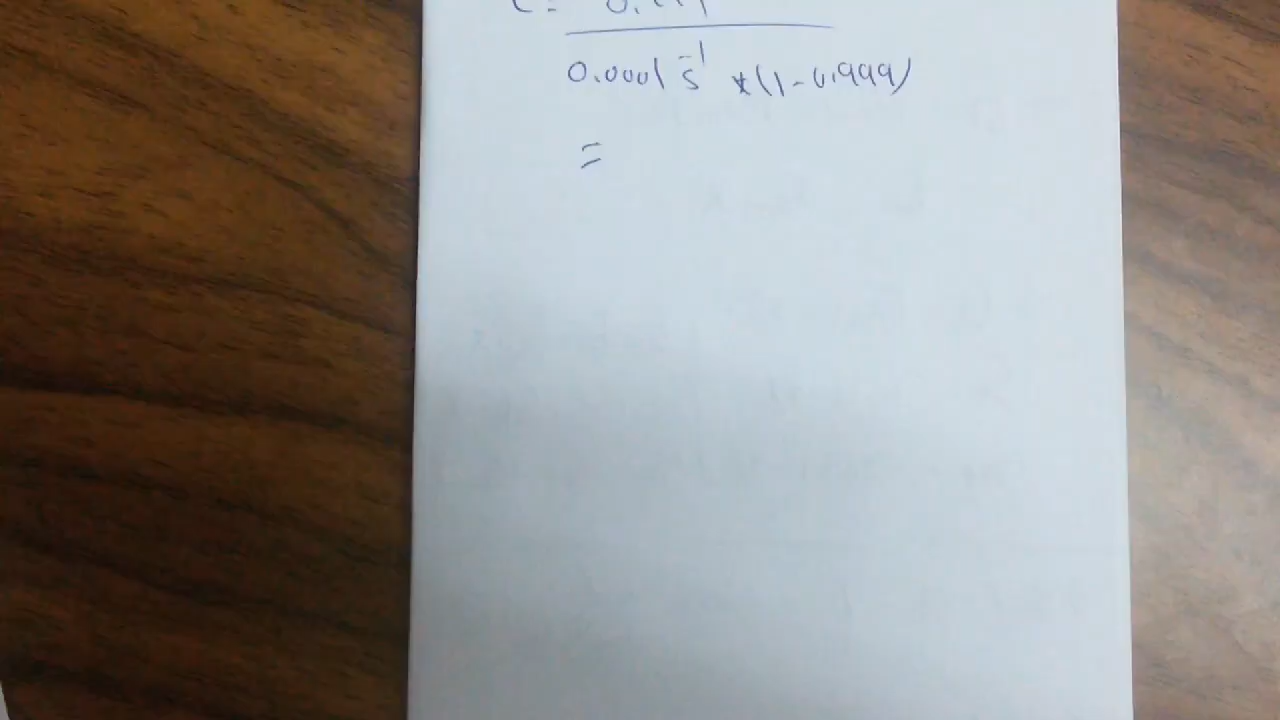 0.0001 s⁻¹ * (1-0.999)
=